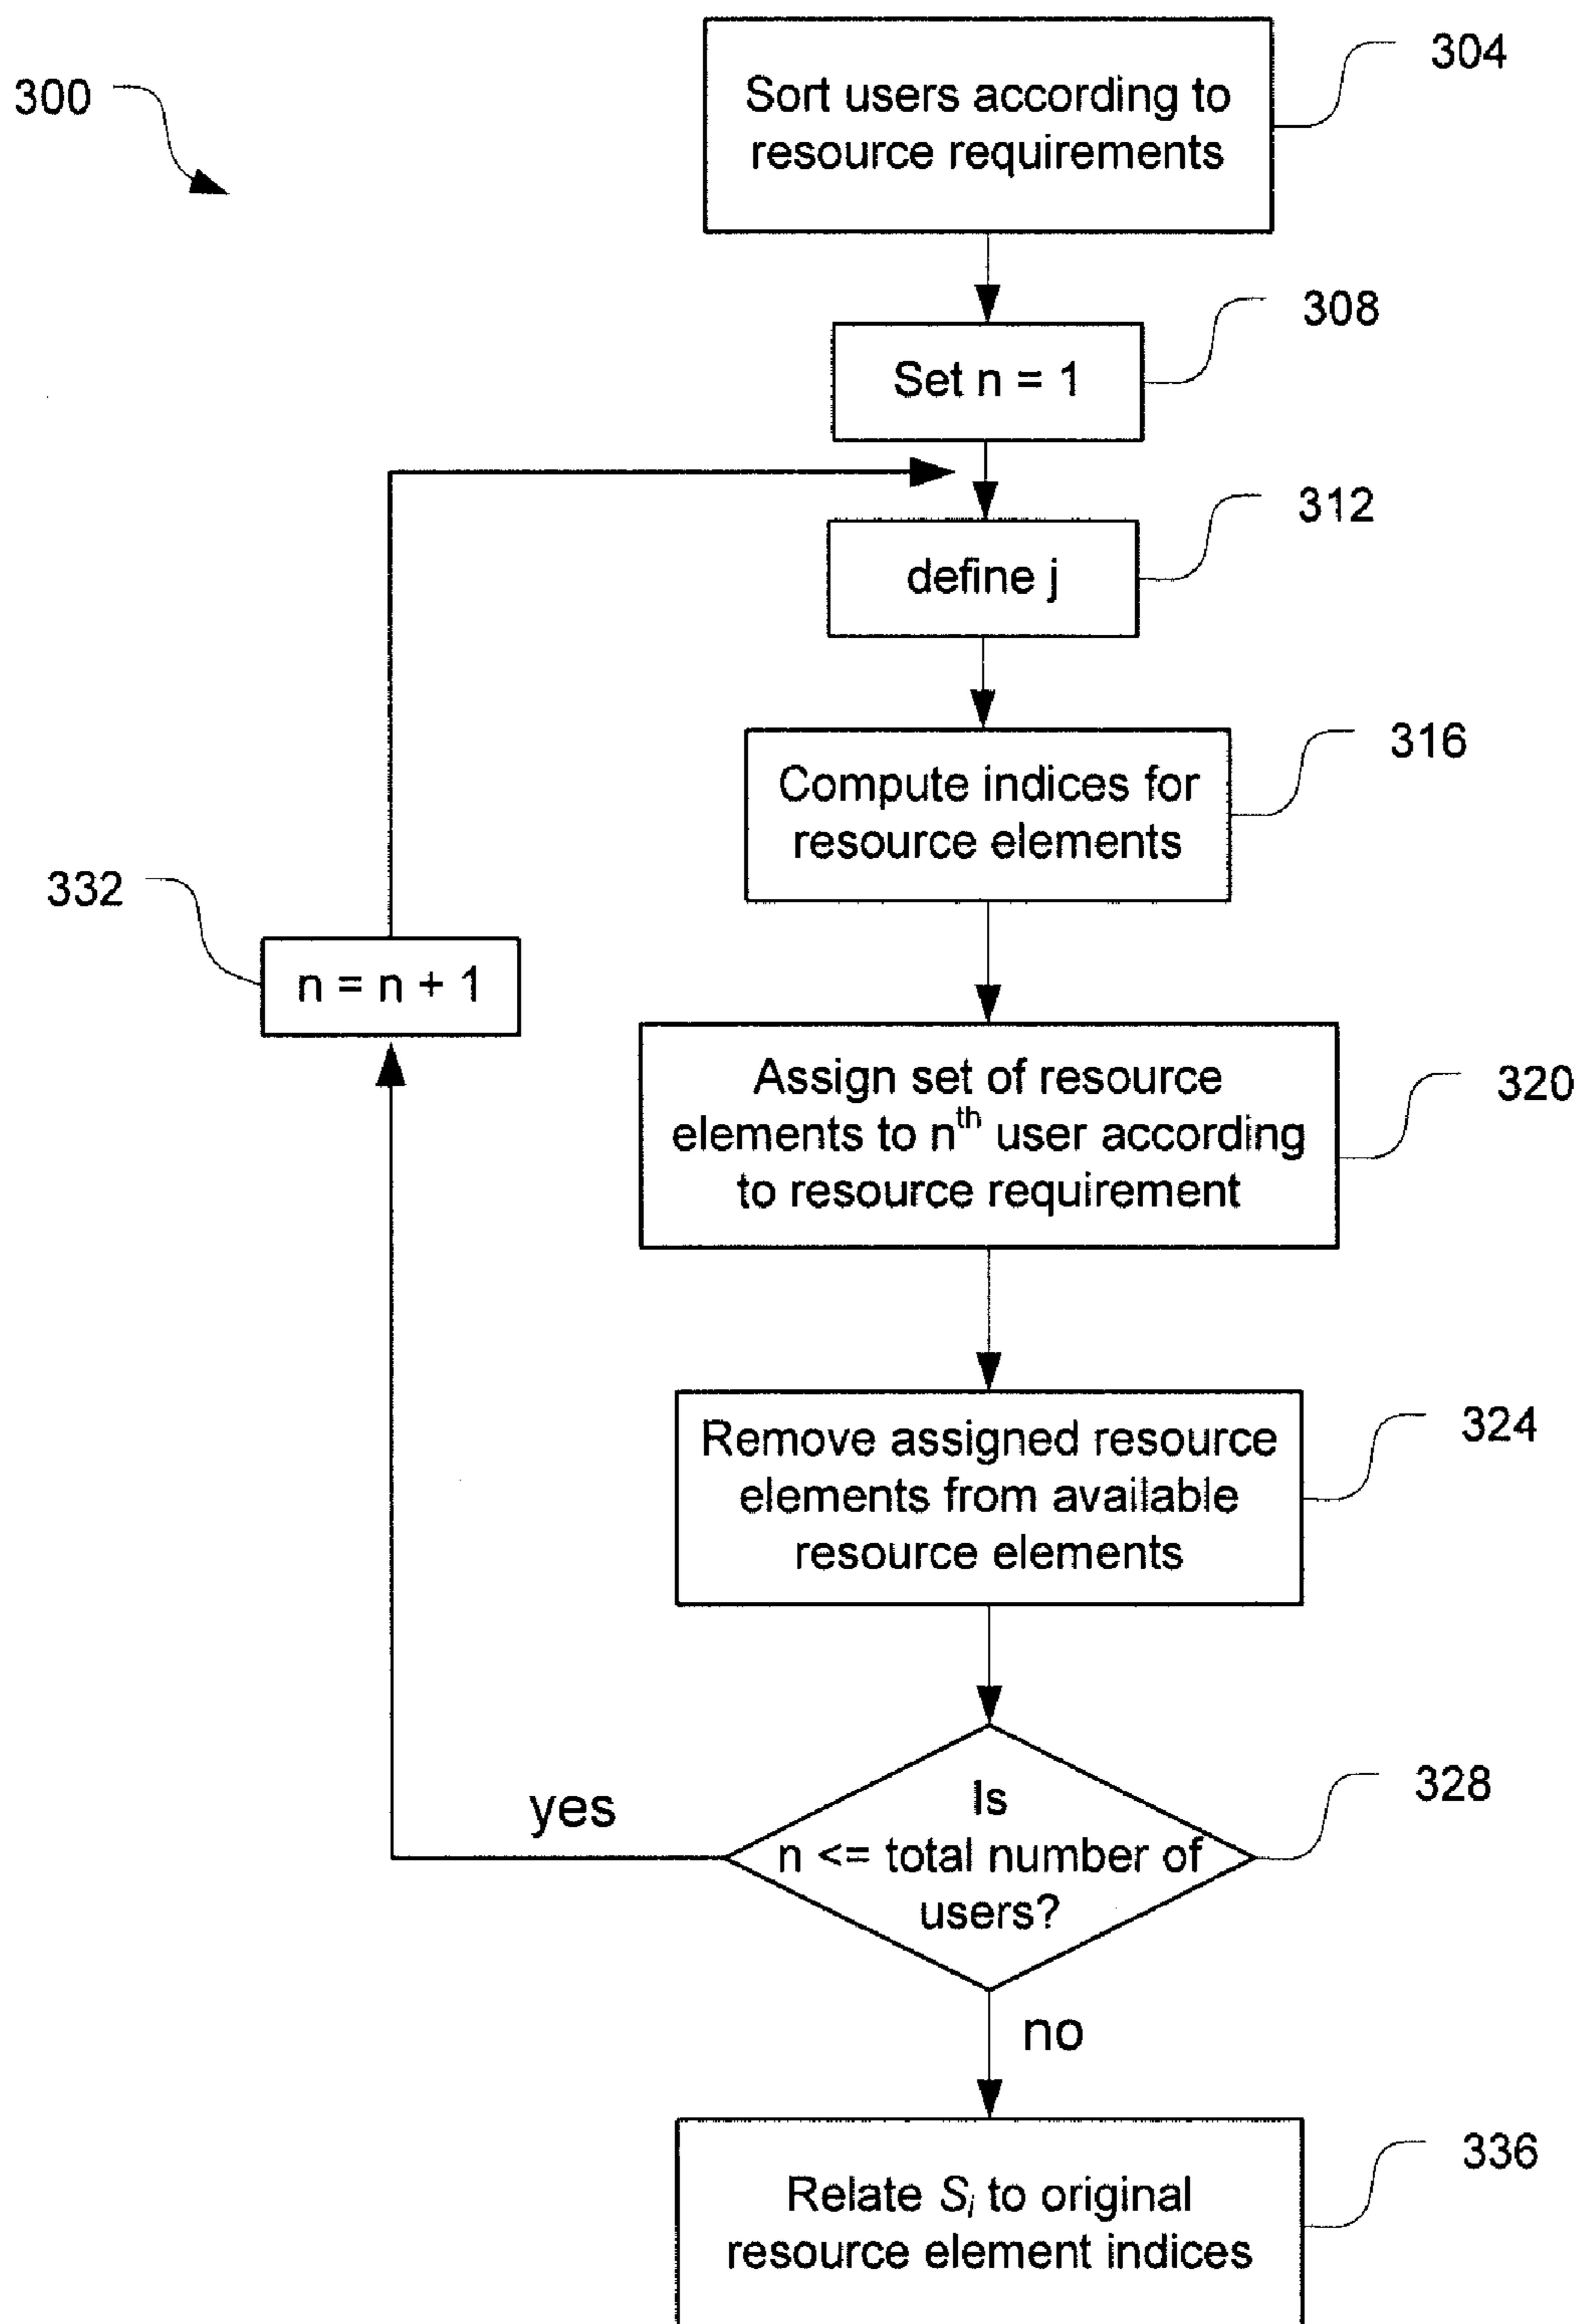 300
304
Sort users according to
resource requirements
308
Set n = 1
312
define j
316
Compute indices for
resource elements
332
n = n + 1
320
Assign set of resource
elements to nth user according
to resource requirement
324
Remove assigned resource
elements from available
resource elements
328
yes
Is
n <= total number of
users?
no
336
Relate Si to original
resource element indices